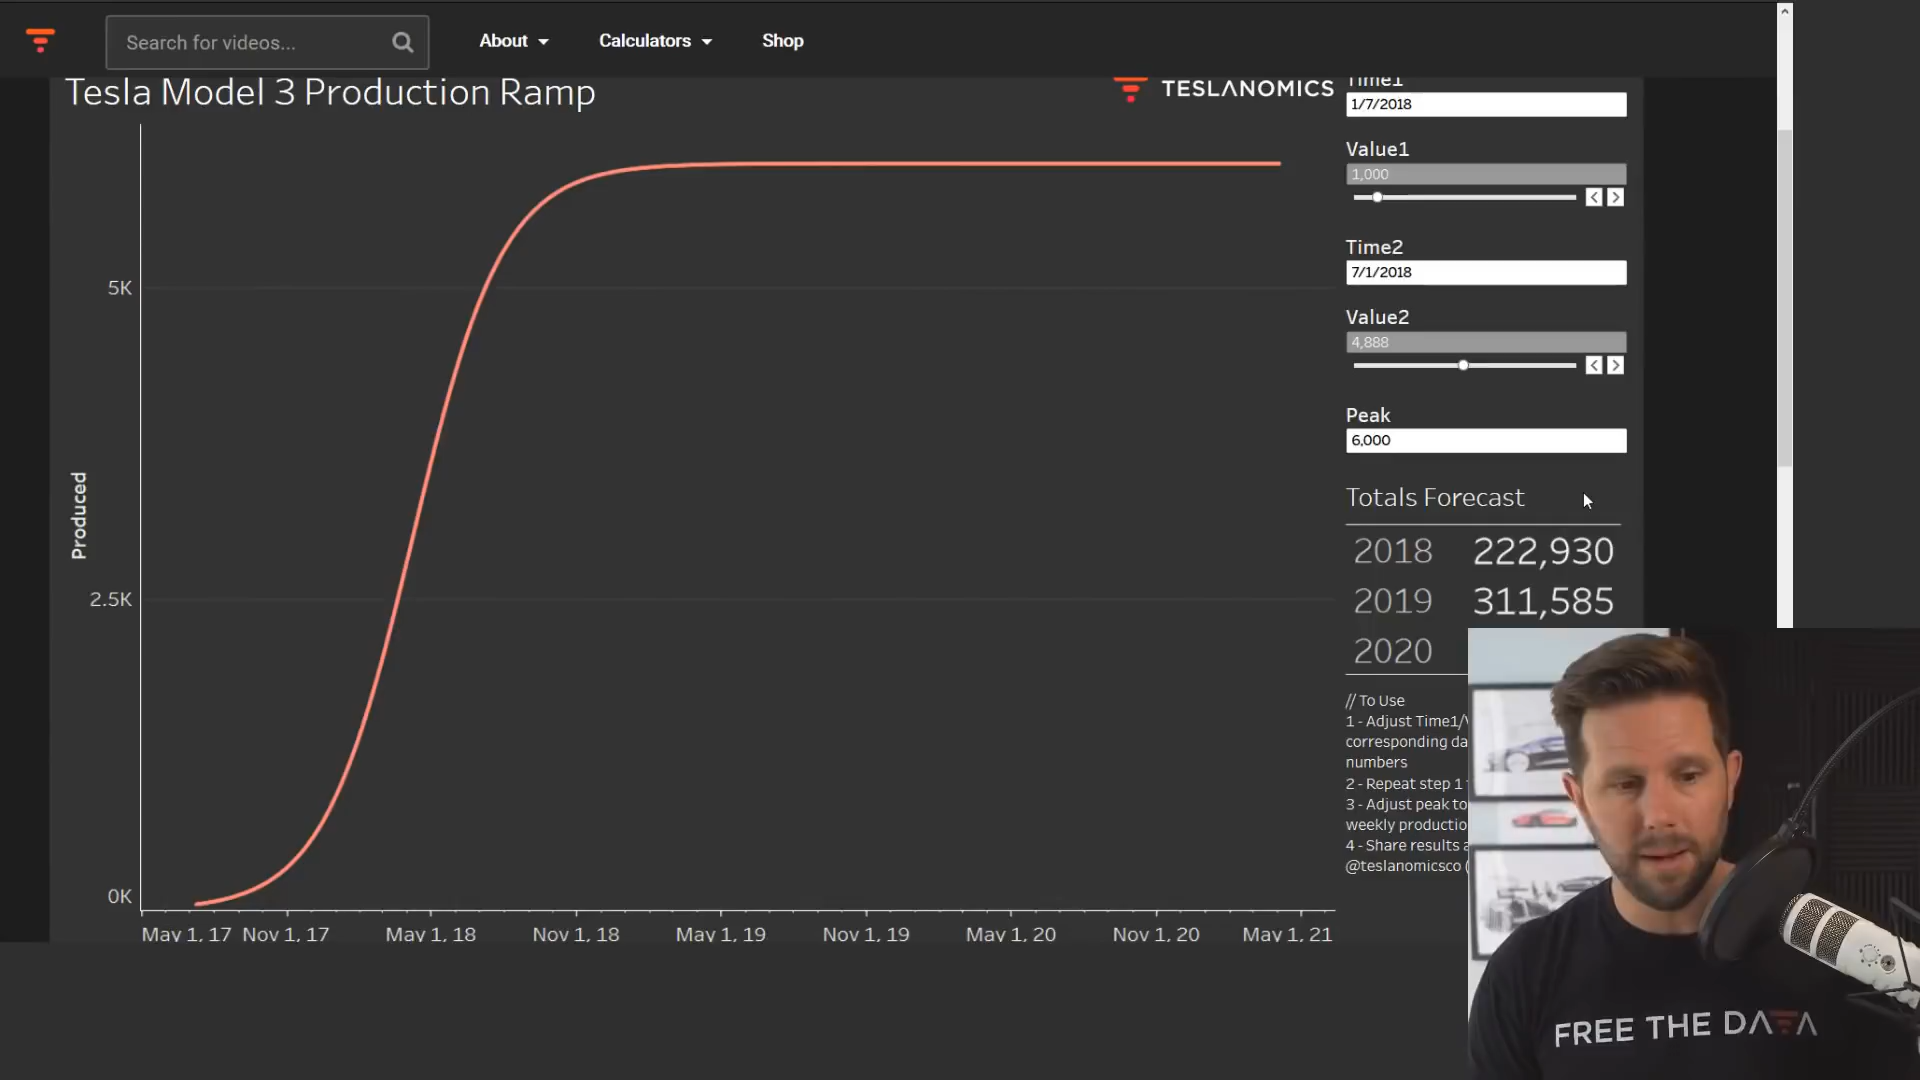 Search for videos...
About
Calculators
Shop
Tesla Model 3 Production Ramp
TESLANOMICS
Time1
1/7/2018
Value1
1,000
Time2
7/1/2018
Value2
4,888
Peak
6,000
Totals Forecast
2018 222,930
2019 311,585
2020
// To Use
1 - Adjust Time1/
corresponding da
numbers
2 - Repeat step 1
3 - Adjust peak to
weekly productio
4 - Share results
@teslanomicsco (
5K
2.5K
0K
Produced
May 1, 17 Nov 1, 17 May 1, 18 Nov 1, 18 May 1, 19 Nov 1, 19 May 1, 20 Nov 1, 20 May 1, 21
FREE THE DATA